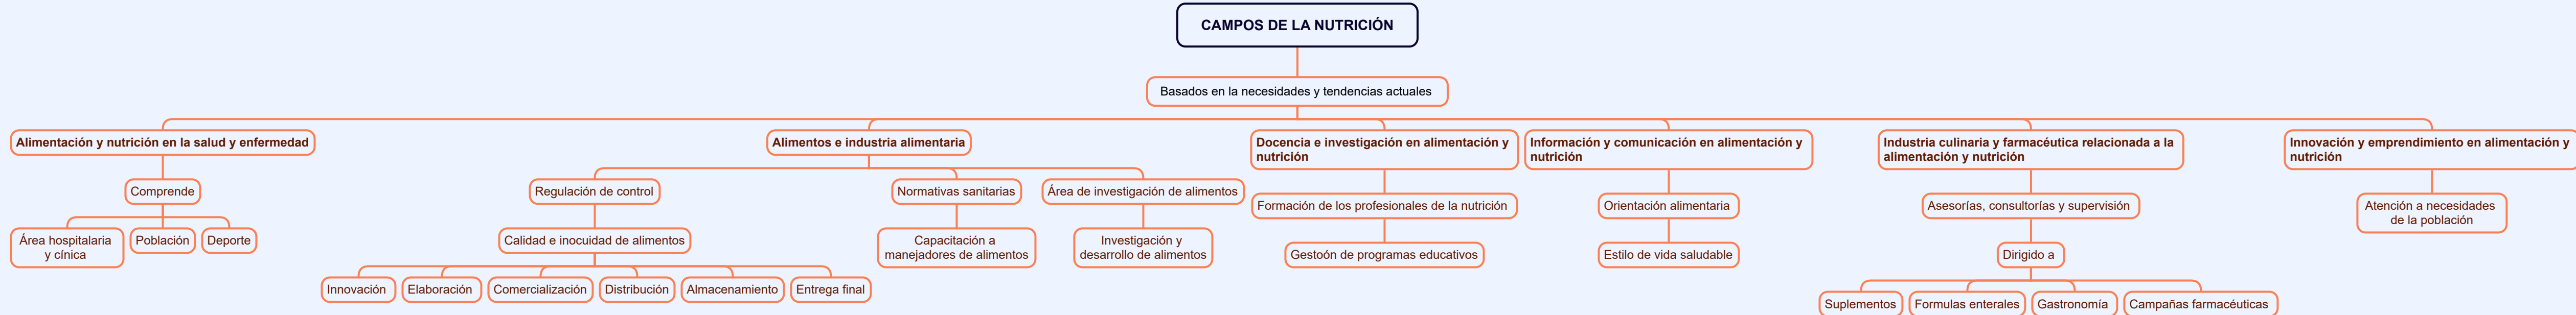 CAMPOS DE LA NUTRICIÓN
Basados en la necesidades y tendencias actuales
Alimentación y nutrición en la salud y enfermedad
Comprende
Área hospitalaria
y cínica
Población
Deporte
Alimentos e industria alimentaria
Regulación de control
Calidad e inocuidad de alimentos
Innovación
Elaboración
Comercialización
Distribución
Almacenamiento
Entrega final
Normativas sanitarias
Capacitación a
manejadores de alimentos
Área de investigación de alimentos
Investigación y
desarrollo de alimentos
Docencia e investigación en alimentación y
nutrición
Formación de los profesionales de la nutrición
Gestoón de programas educativos
Información y comunicación en alimentación y
nutrición
Orientación alimentaria
Estilo de vida saludable
Industria culinaria y farmacéutica relacionada a la
alimentación y nutrición
Asesorías, consultorías y supervisión
Dirigido a
Suplementos
Formulas enterales
Gastronomía
Campañas farmacéuticas
Innovación y emprendimiento en alimentación y
nutrición
Atención a necesidades
de la población